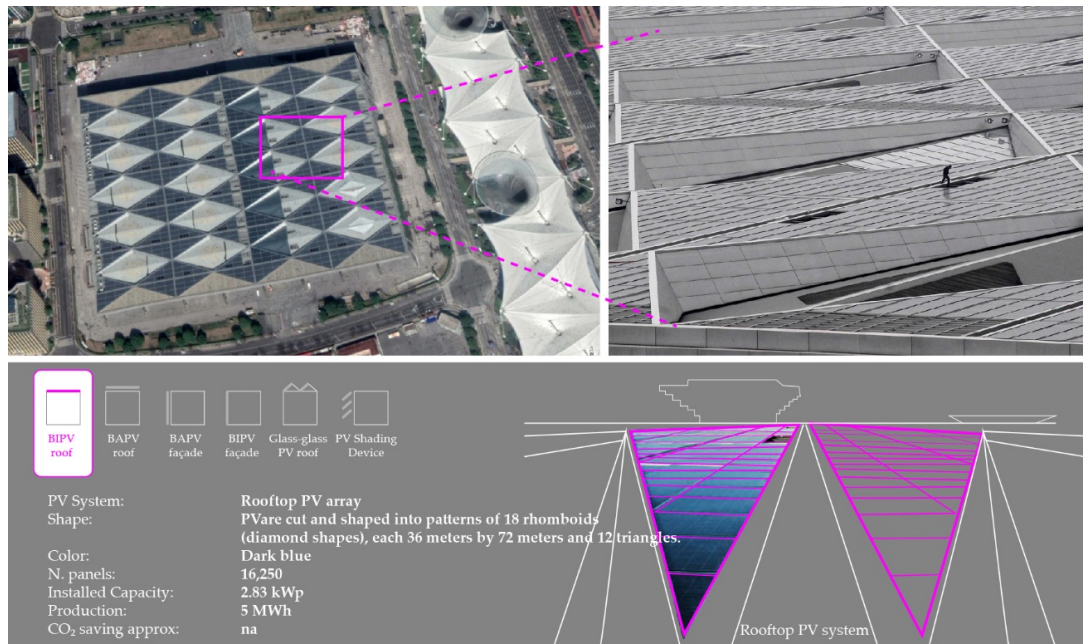 BIPV roof
BAPV roof
BAPV façade
BIPV façade
Glass-glass PV roof
PV Shading Device
PV System: Rooftop PV array
Shape: PVare cut and shaped into patterns of 18 rhomboids
(diamond shapes), each 36 meters by 72 meters and 12 triangles.
Color: Dark blue
N. panels: 16,250
Installed Capacity: 2.83 kWp
Production: 5 MWh
CO₂ saving approx: na
Rooftop PV system